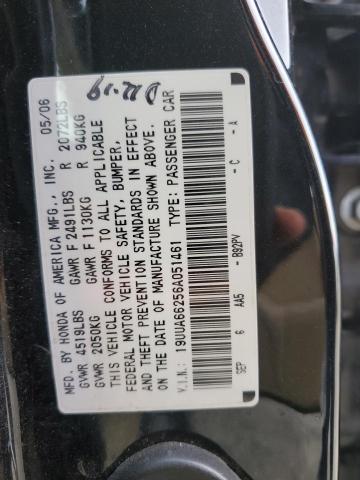 MFD. BY HONDA OF AMERICA MFG., INC. 05/06
GVWR 4519LBS GAWR F 2491LBS R 2072LBS
GVWR 2050KG GAWR F 1130KG R 940KG
THIS VEHICLE CONFORMS TO ALL APPLICABLE
FEDERAL MOTOR VEHICLE SAFETY, BUMPER,
AND THEFT PREVENTION STANDARDS IN EFFECT
ON THE DATE OF MANUFACTURE SHOWN ABOVE.
V.I.N.: 19UUA66256A051461 TYPE: PASSENGER CAR
SEP 6 AA5 - B92PV - C - A